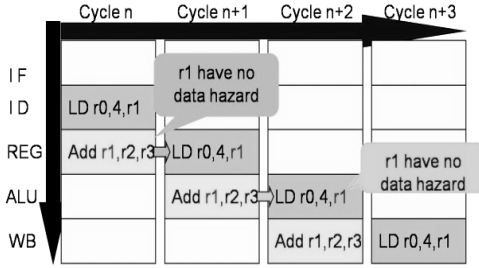 Cycle n Cycle n+1 Cycle n+2 Cycle n+3
IF
r1 have no
data hazard
ID LD r0,4,r1
REG Add r1,r2,r3 LD r0,4,r1
r1 have no
data hazard
ALU Add r1,r2,r3 LD r0,4,r1
WB Add r1,r2,r3 LD r0,4,r1